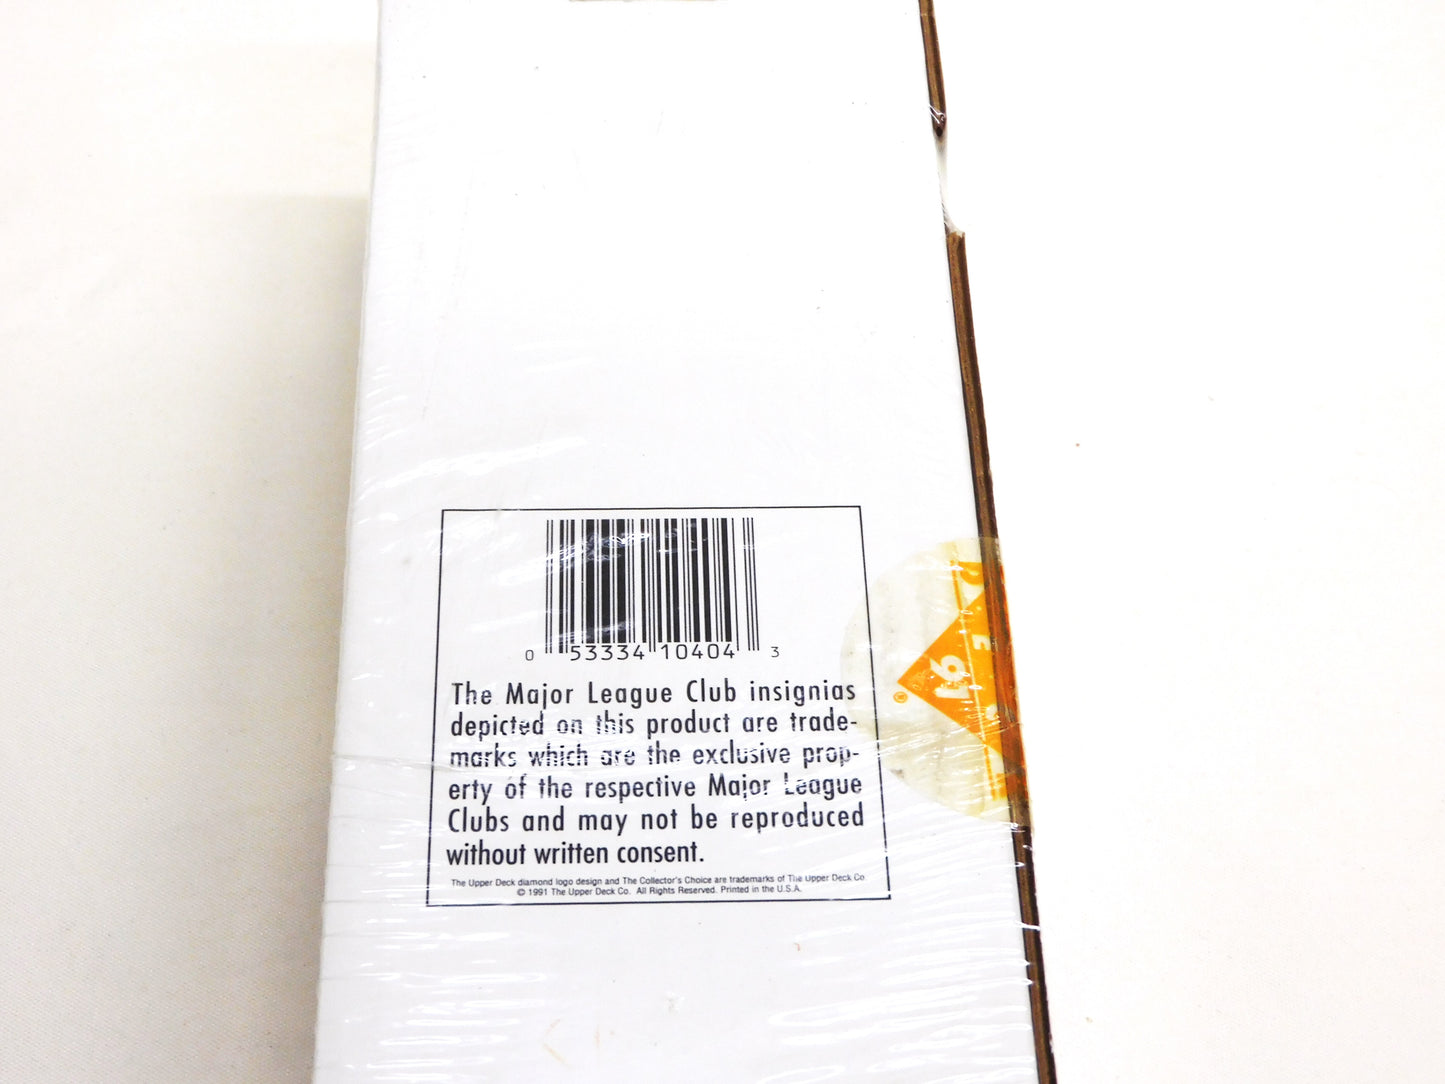 0 53334 10404 3
The Major League Club insignias
depicted on this product are trade-
marks which are the exclusive prop-
erty of the respective Major League
Clubs and may not be reproduced
without written consent.
The Upper Deck diamond logo design and The Collector's Choice are trademarks of The Upper Deck Co.
© 1991 The Upper Deck Co. All Rights Reserved. Printed in the U.S.A.
91
®